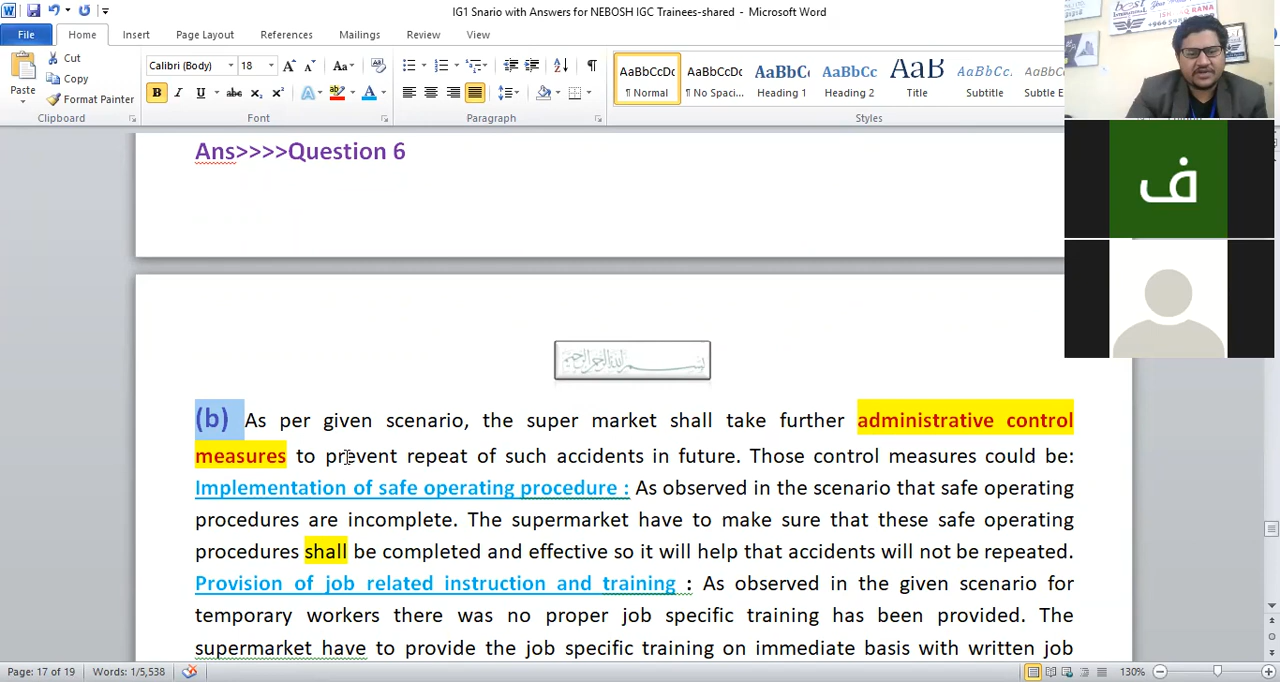 IG1 Snario with Answers for NEBOSH IGC Trainees-shared - Microsoft Word
File Home Insert Page Layout References Mailings Review View
Cut
Copy
Format Painter
Paste
Calibri (Body) 18
AaBbCcDc AaBbCcDc AaBbC AaBbCc AaB AaBbCc. AaBbCc
¶ Normal ¶ No Spaci... Heading 1 Heading 2 Title Subtitle Subtle E
Clipboard Font Paragraph Styles
ISH RANA
ف
Ans>>>>Question 6
بسم الله الرحمن الرحيم
(b) As per given scenario, the super market shall take further administrative control
measures to prevent repeat of such accidents in future. Those control measures could be:
Implementation of safe operating procedure : As observed in the scenario that safe operating
procedures are incomplete. The supermarket have to make sure that these safe operating
procedures shall be completed and effective so it will help that accidents will not be repeated.
Provision of job related instruction and training : As observed in the given scenario for
temporary workers there was no proper job specific training has been provided. The
supermarket have to provide the job specific training on immediate basis with written job
Page: 17 of 19 Words: 1/5,538 130%